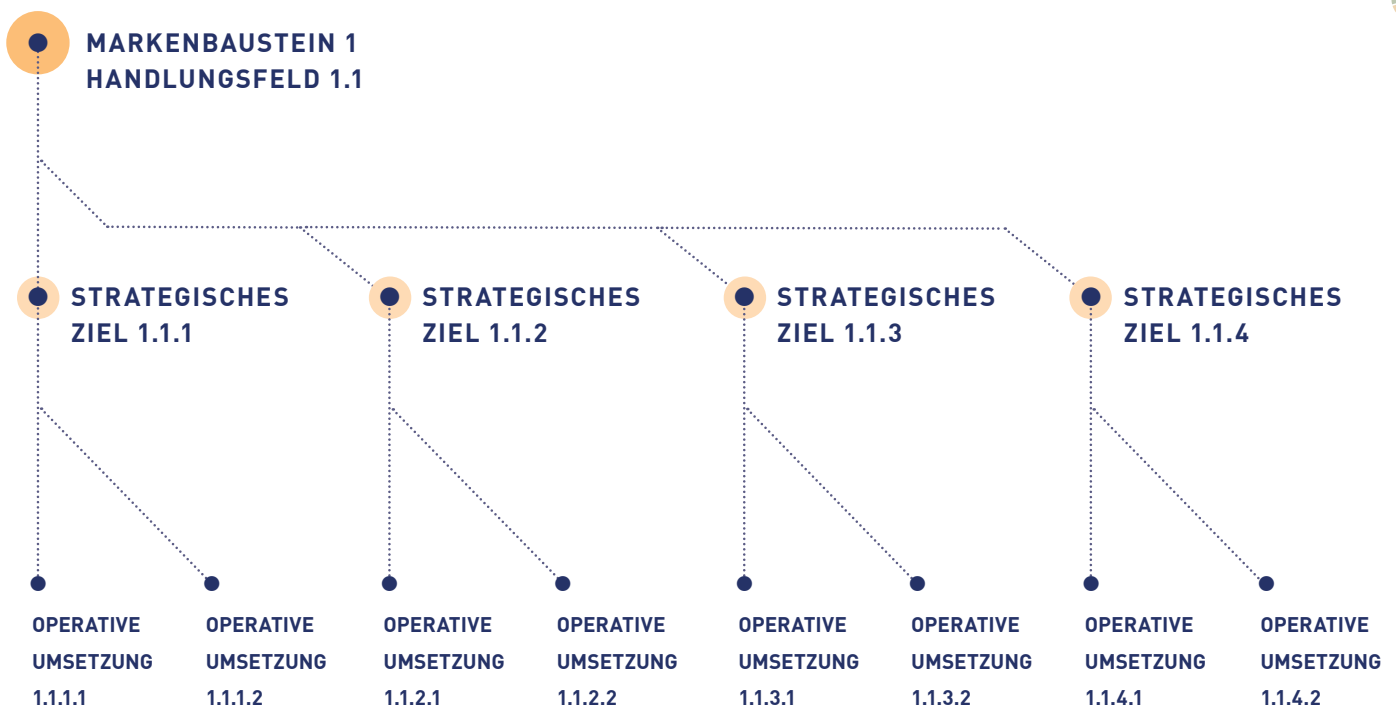 MARKENBAUSTEIN 1
HANDLUNGSFELD 1.1
STRATEGISCHES
ZIEL 1.1.1
STRATEGISCHES
ZIEL 1.1.2
STRATEGISCHES
ZIEL 1.1.3
STRATEGISCHES
ZIEL 1.1.4
OPERATIVE
UMSETZUNG
1.1.1.1
OPERATIVE
UMSETZUNG
1.1.1.2
OPERATIVE
UMSETZUNG
1.1.2.1
OPERATIVE
UMSETZUNG
1.1.2.2
OPERATIVE
UMSETZUNG
1.1.3.1
OPERATIVE
UMSETZUNG
1.1.3.2
OPERATIVE
UMSETZUNG
1.1.4.1
OPERATIVE
UMSETZUNG
1.1.4.2